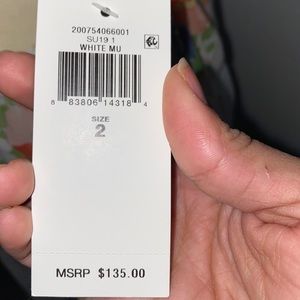 200754066001
SU19 1
WHITE MU
8 83806 14318 4
SIZE
2
MSRP $135.00